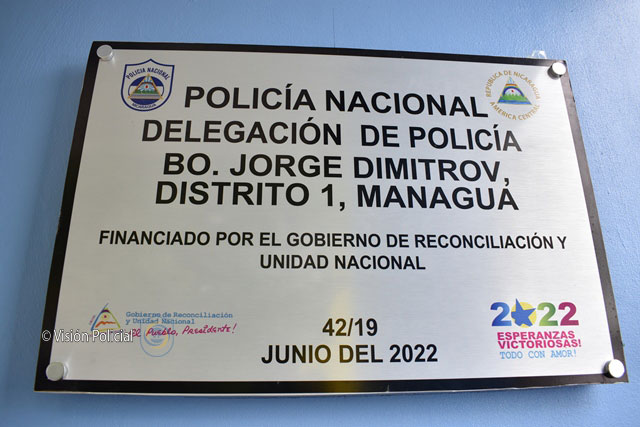 POLICIA NACIONAL
NICARAGUA
REPUBLICA DE NICARAGUA
AMERICA CENTRAL
POLICÍA NACIONAL
DELEGACIÓN DE POLICÍA
BO. JORGE DIMITROV,
DISTRITO 1, MANAGUA
FINANCIADO POR EL GOBIERNO DE RECONCILIACIÓN Y
UNIDAD NACIONAL
Gobierno de Reconciliación
y Unidad Nacional
el Pueblo, Presidente!
© Visión Policial
42/19
JUNIO DEL 2022
2022
ESPERANZAS
VICTORIOSAS!
TODO CON AMOR!